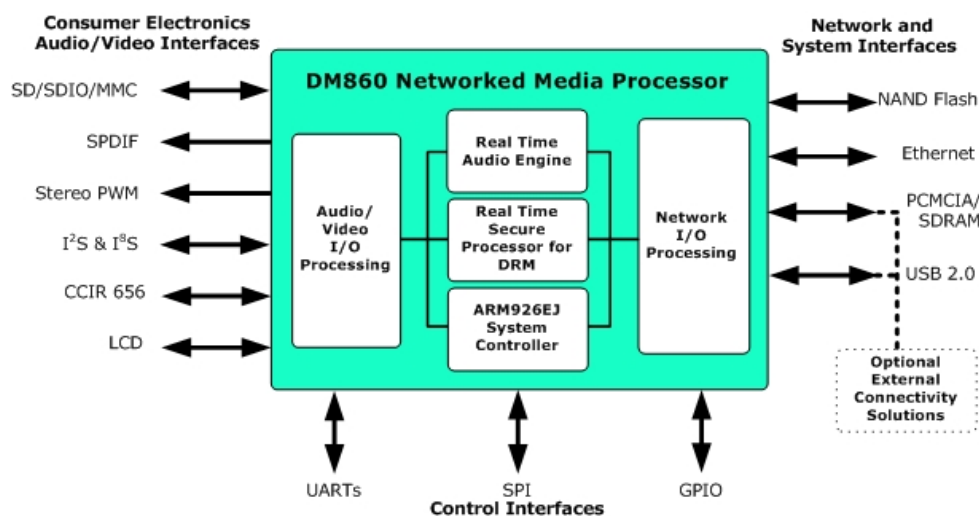 Consumer Electronics
Audio/Video Interfaces
SD/SDIO/MMC
SPDIF
Stereo PWM
I²S & I⁸S
CCIR 656
LCD
DM860 Networked Media Processor
Audio/
Video
I/O
Processing
Real Time
Audio Engine
Real Time
Secure
Processor for
DRM
ARM926EJ
System
Controller
Network
I/O
Processing
Network and
System Interfaces
NAND Flash
Ethernet
PCMCIA/
SDRAM
USB 2.0
Optional
External
Connectivity
Solutions
UARTs
SPI
GPIO
Control Interfaces